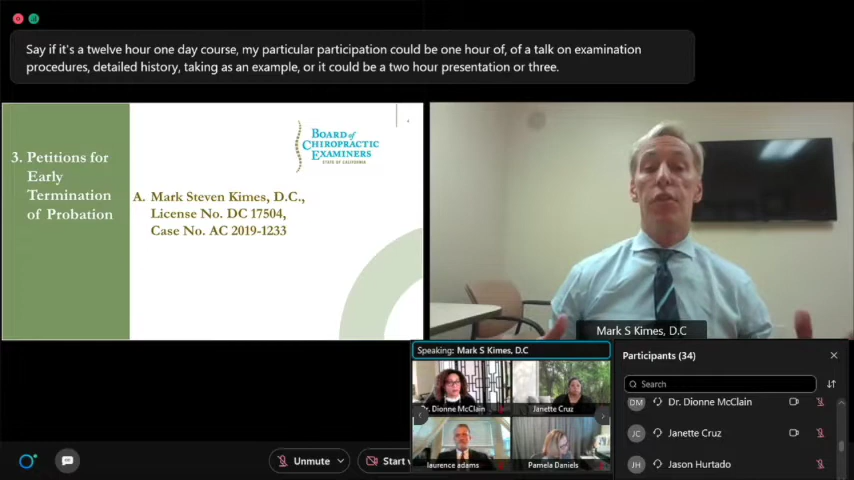 Say if it's a twelve hour one day course, my particular participation could be one hour of, of a talk on examination
procedures, detailed history, taking as an example, or it could be a two hour presentation or three.
3. Petitions for
Early
Termination
of Probation
BOARD of
CHIROPRACTIC
EXAMINERS
STATE OF CALIFORNIA
A. Mark Steven Kimes, D.C.,
License No. DC 17504,
Case No. AC 2019-1233
Mark S Kimes, D.C
Speaking: Mark S Kimes, D.C
Dr. Dionne McClain
Janette Cruz
laurence adams
Pamela Daniels
Participants (34)
Search
DM Dr. Dionne McClain
JC Janette Cruz
JH Jason Hurtado
Unmute
Start